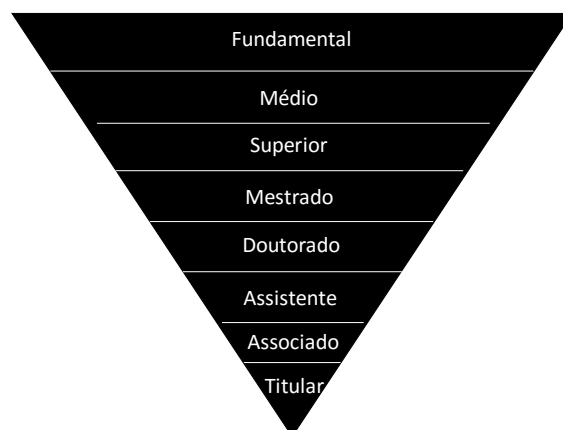 Fundamental
Médio
Superior
Mestrado
Doutorado
Assistente
Associado
Titular